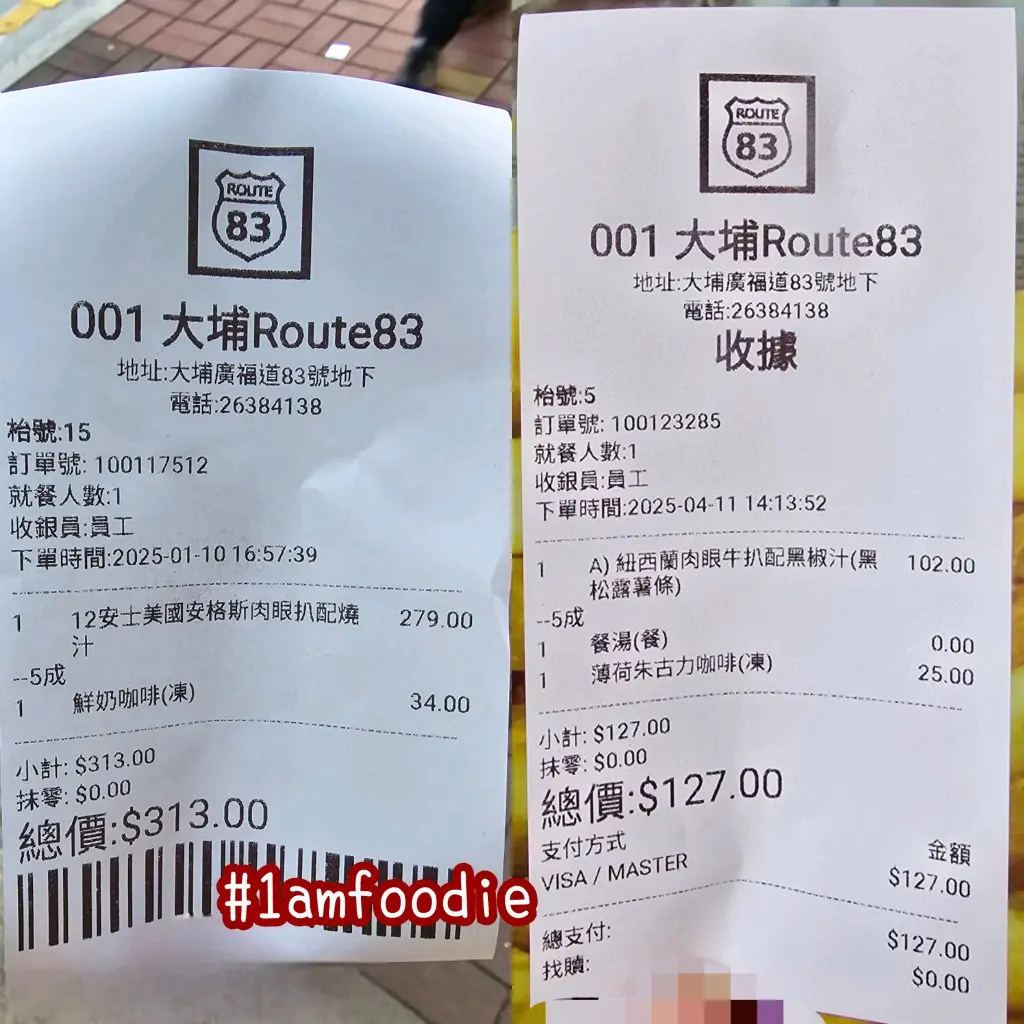 ROUTE
83
001 大埔Route83
地址:大埔廣福道83號地下
電話:26384138
枱號:15
訂單號: 100117512
就餐人數:1
收銀員:員工
下單時間:2025-01-10 16:57:39
1 12安士美國安格斯肉眼扒配燒 279.00
汁
--5成
1 鮮奶咖啡(凍) 34.00
小計: $313.00
抹零: $0.00
總價:$313.00
#1amfoodie
ROUTE
83
001 大埔Route83
地址:大埔廣福道83號地下
電話:26384138
收據
枱號:5
訂單號: 100123285
就餐人數:1
收銀員:員工
下單時間:2025-04-11 14:13:52
1 A) 紐西蘭肉眼牛扒配黑椒汁(黑 102.00
松露薯條)
--5成
1 餐湯(餐) 0.00
1 薄荷朱古力咖啡(凍) 25.00
小計: $127.00
抹零: $0.00
總價:$127.00
支付方式 金額
VISA / MASTER $127.00
總支付: $127.00
找贖: $0.00